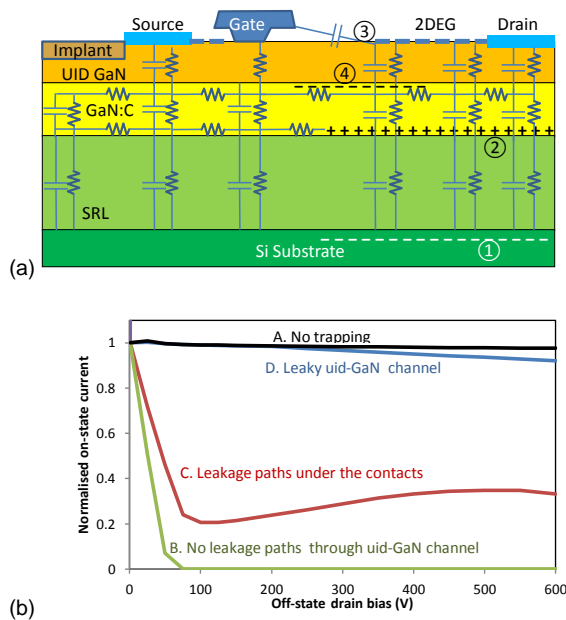 Source
Gate
③
2DEG
Drain
Implant
UID GaN
④
GaN:C
+ + + + + + + + + + + + + + + + +
②
SRL
Si Substrate
①
(a)
Normalised on-state current
1
0.8
0.6
0.4
0.2
0
A. No trapping
D. Leaky uid-GaN channel
C. Leakage paths under the contacts
B. No leakage paths through uid-GaN channel
0 100 200 300 400 500 600
Off-state drain bias (V)
(b)